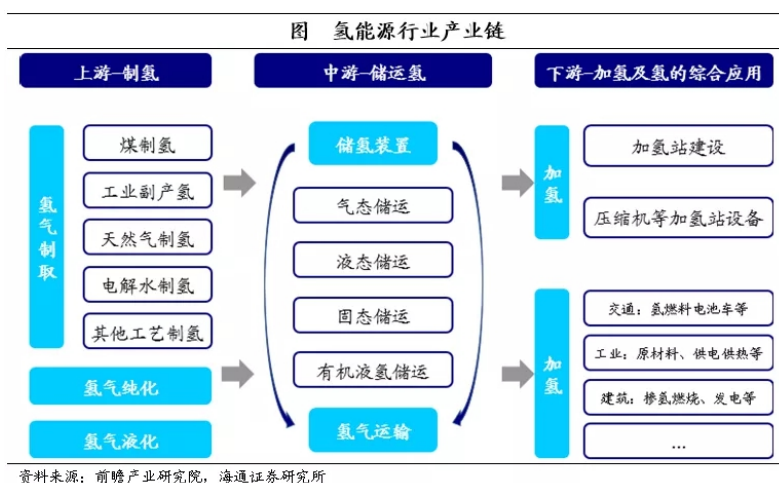 图 氢能源行业产业链
上游-制氢
中游-储运氢
下游-加氢及氢的综合应用
氢气制取
煤制氢
工业副产氢
天然气制氢
电解水制氢
其他工艺制氢
氢气纯化
氢气液化
储氢装置
气态储运
液态储运
固态储运
有机液氢储运
氢气运输
加氢
加氢站建设
压缩机等加氢站设备
加氢
交通：氢燃料电池车等
工业：原材料、供电供热等
建筑：掺氢燃烧、发电等
...
资料来源：前瞻产业研究院，海通证券研究所